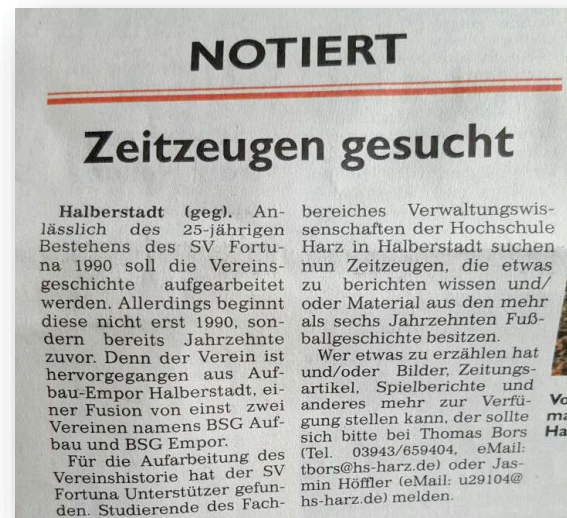 NOTIERT
Zeitzeugen gesucht
Halberstadt (geg). An-
lässlich des 25-jährigen
Bestehens des SV Fortu-
na 1990 soll die Vereins-
geschichte aufgearbeitet
werden. Allerdings beginnt
diese nicht erst 1990, son-
dern bereits Jahrzehnte
zuvor. Denn der Verein ist
hervorgegangen aus Auf-
bau-Empor Halberstadt, ei-
ner Fusion von einst zwei
Vereinen namens BSG Auf-
bau und BSG Empor.
Für die Aufarbeitung des
Vereinshistorie hat der SV
Fortuna Unterstützer gefun-
den. Studierende des Fach-
bereiches Verwaltungswis-
senschaften der Hochschule
Harz in Halberstadt suchen
nun Zeitzeugen, die etwas
zu berichten wissen und/
oder Material aus den mehr
als sechs Jahrzehnten Fuß-
ballgeschichte besitzen.
Wer etwas zu erzählen hat
und/oder Bilder, Zeitungs-
artikel, Spielberichte und
anderes mehr zur Verfü-
gung stellen kann, der sollte
sich bitte bei Thomas Bors
(Tel. 03943/659404, eMail:
tbors@hs-harz.de) oder Jas-
min Höffler (eMail: u29104@
hs-harz.de) melden.
Vo
ma
Ha